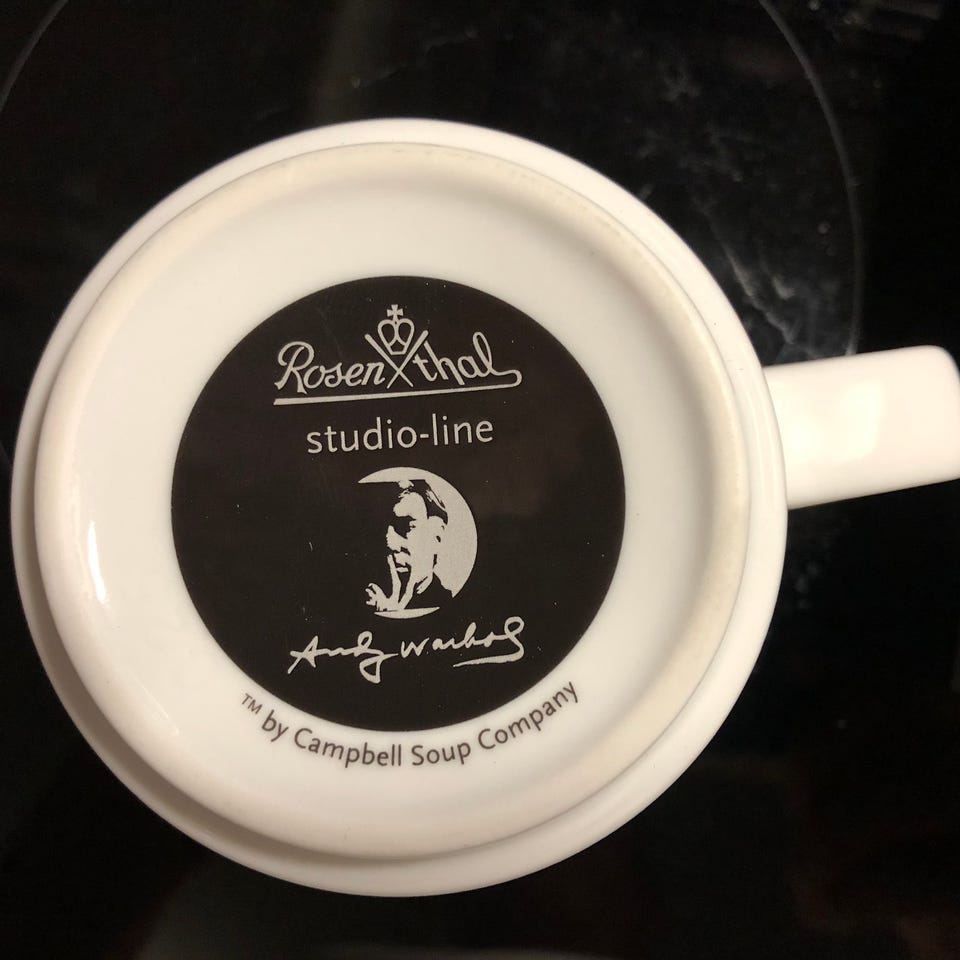 Rosenthal
studio-line
Andy Warhol
™ by Campbell Soup Company